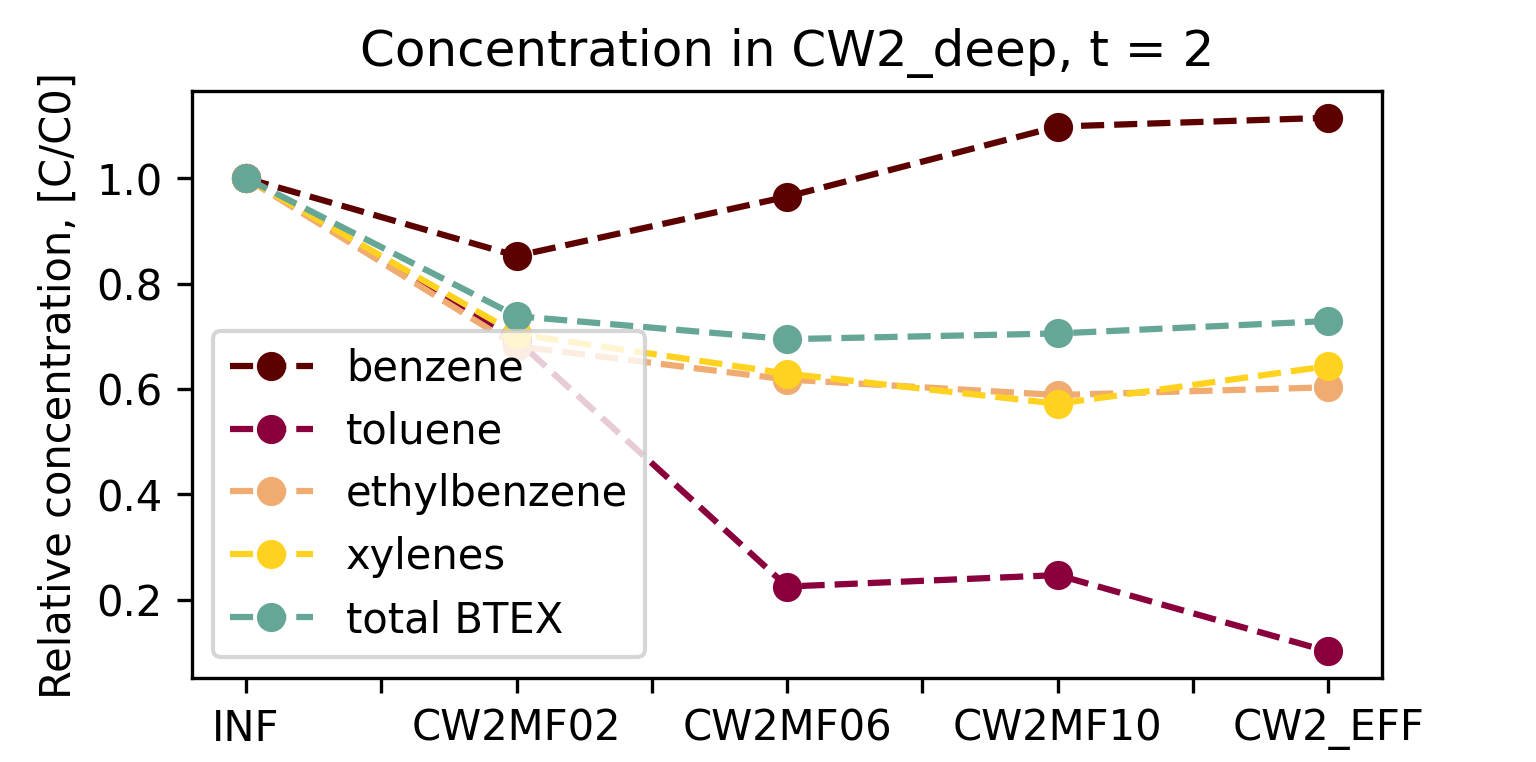 Concentration in CW2_deep, t = 2
Relative concentration, [C/C0]
1.0
0.8
0.6
0.4
0.2
benzene
toluene
ethylbenzene
xylenes
total BTEX
INF
CW2MF02
CW2MF06
CW2MF10
CW2_EFF